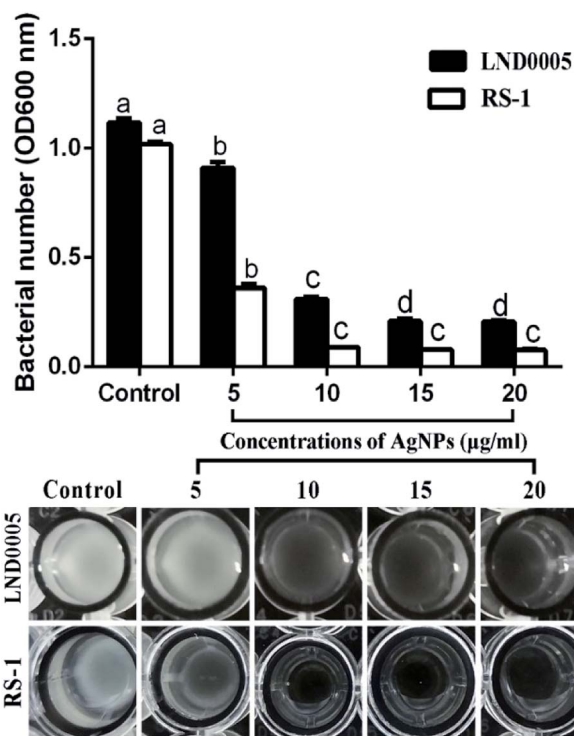 1.5
LND0005
RS-1
a
a
1.0
b
0.5
b
c
c
d
c
d
c
0.0
Bacterial number (OD600 nm)
Control 5 10 15 20
Concentrations of AgNPs (µg/ml)
Control 5 10 15 20
LND0005
RS-1